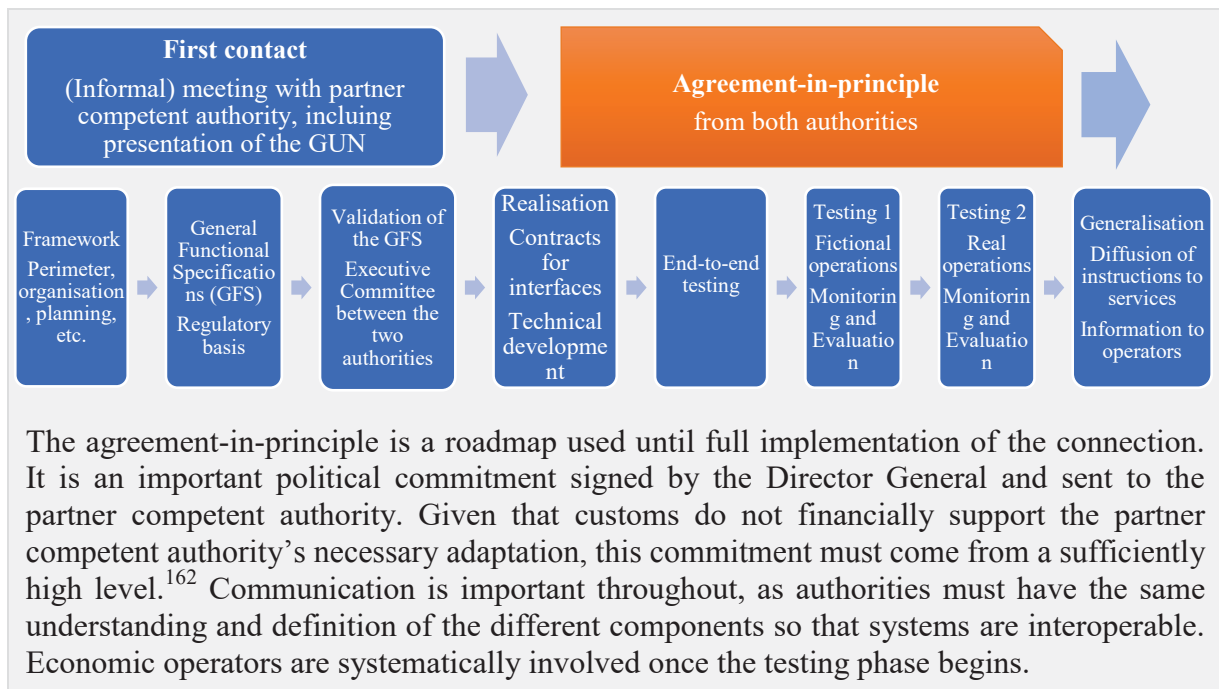 First contact
(Informal) meeting with partner
competent authority, incluing
presentation of the GUN
Agreement-in-principle
from both authorities
Framework
Perimeter,
organisation
, planning,
etc.
General
Functional
Specificatio
ns (GFS)
Regulatory
basis
Validation of
the GFS
Executive
Committee
between the
two
authorities
Realisation
Contracts
for
interfaces
Technical
developme
nt
End-to-end
testing
Testing 1
Fictional
operations
Monitorin
g and
Evaluatio
n
Testing 2
Real
operations
Monitorin
g and
Evaluatio
n
Generalisation
Diffusion of
instructions to
services
Information to
operators
The agreement-in-principle is a roadmap used until full implementation of the connection.
It is an important political commitment signed by the Director General and sent to the
partner competent authority. Given that customs do not financially support the partner
competent authority’s necessary adaptation, this commitment must come from a sufficiently
high level.162 Communication is important throughout, as authorities must have the same
understanding and definition of the different components so that systems are interoperable.
Economic operators are systematically involved once the testing phase begins.